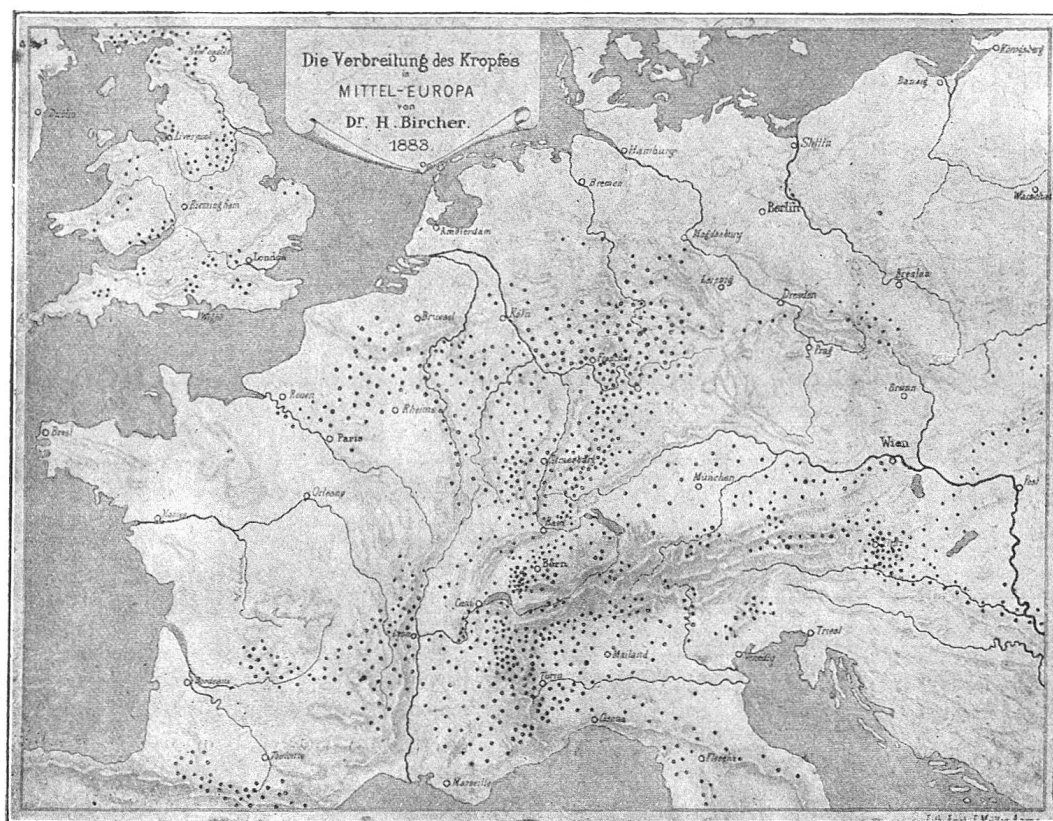 Die Verbreitung des Kropfes
in
MITTEL-EUROPA
von
Dr. H. Bircher.
1883
Königsberg
Danzig
Dublin
Liverpool
Hamburg
Stettin
Bremen
Birmingham
Berlin
Amsterdam
Magdeburg
London
Leipzig
Breslau
Dresden
Brüssel
Köln
Prag
Rouen
Rheims
Brünn
Brest
Paris
Strassburg
Wien
München
Pest
Orleans
Basel
Bern
Genf
Mailand
Venedig
Triest
Bordeaux
Turin
Genua
Toulouse
Florenz
Marseille